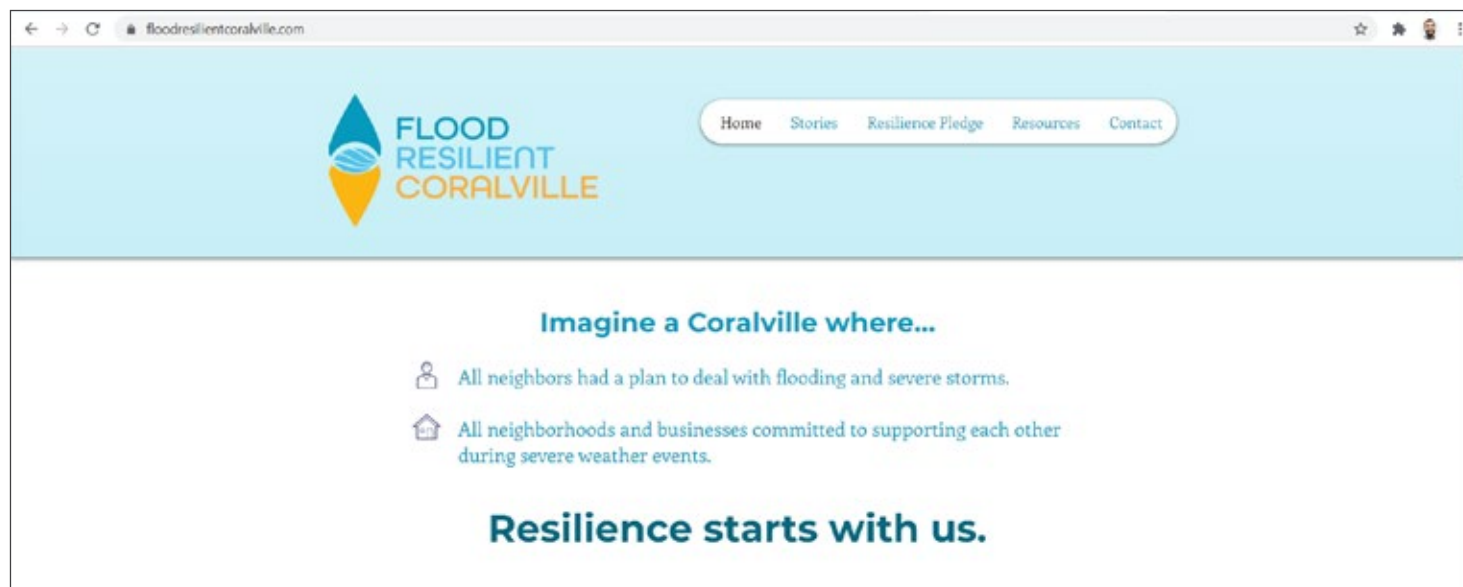 floodresilientcoralville.com
FLOOD
RESILIENT
CORALVILLE
Home Stories Resilience Pledge Resources Contact
Imagine a Coralville where...
All neighbors had a plan to deal with flooding and severe storms.
All neighborhoods and businesses committed to supporting each other
during severe weather events.
Resilience starts with us.